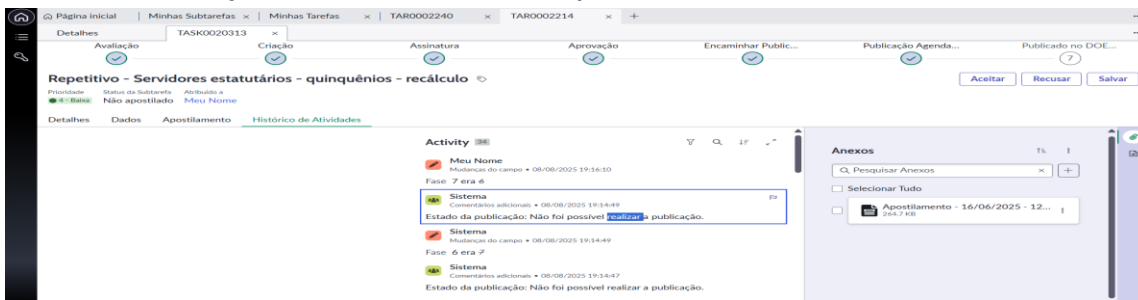 Página inicial | Minhas Subtarefas × | Minhas Tarefas × | TAR0002240 × TAR0002214 × +
Detalhes TASK0020313 ×
Avaliação Criação Assinatura Aprovação Encaminhar Public... Publicação Agenda... Publicado no DOE...
7
Repetitivo - Servidores estatutários - quinquênios - recálculo
Aceitar Recusar Salvar
Prioridade Status da Subtarefa Atribuído a
4 - Baixa Não apostilado Meu Nome
Detalhes Dados Apostilamento Histórico de Atividades
Activity 34
Meu Nome
Mudanças do campo • 08/08/2025 19:16:10
Fase 7 era 6
Sistema
Comentários adicionais • 08/08/2025 19:14:49
Estado da publicação: Não foi possível realizar a publicação.
Sistema
Mudanças do campo • 08/08/2025 19:14:49
Fase 6 era 7
Sistema
Comentários adicionais • 08/08/2025 19:14:47
Estado da publicação: Não foi possível realizar a publicação.
Anexos
Pesquisar Anexos × +
Selecionar Tudo
Apostilamento - 16/06/2025 - 12...
264.7 KB